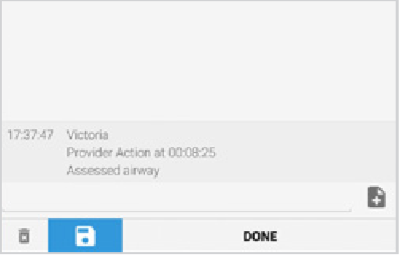 17:37:47 Victoria
Provider Action at 00:08:25
Assessed airway
DONE